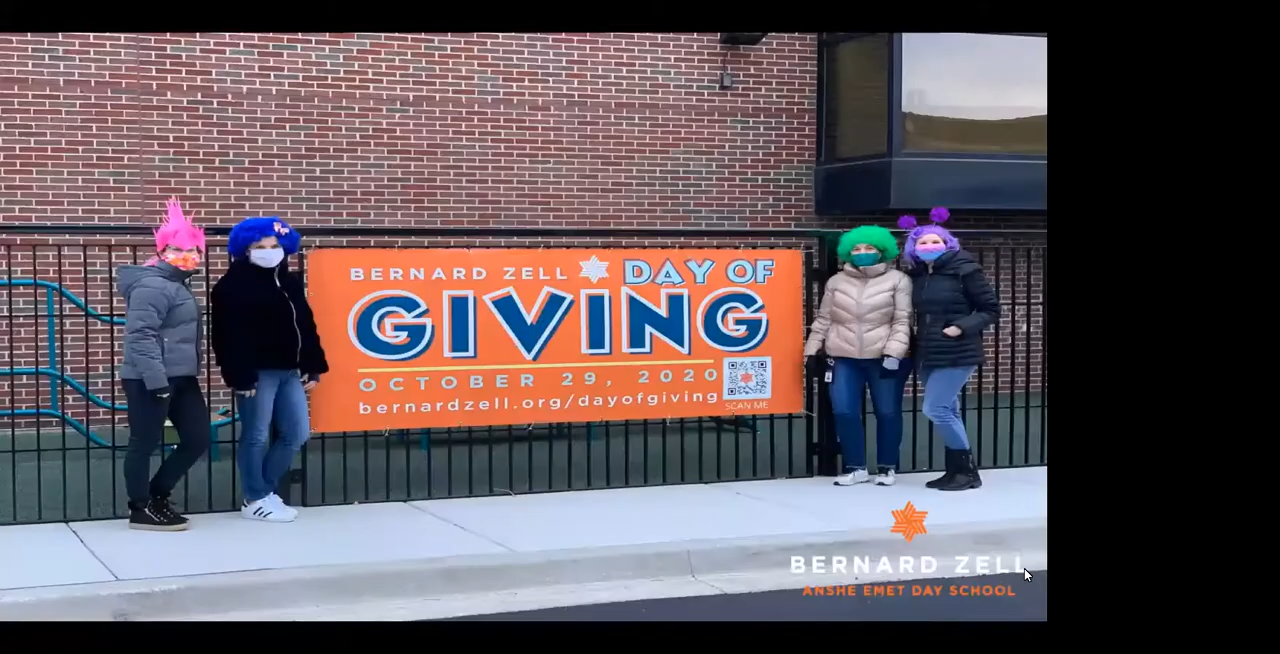 BERNARD ZELL DAY OF
GIVING
OCTOBER 29, 2020
bernardzell.org/dayofgiving
SCAN ME
BERNARD ZELL
ANSHE EMET DAY SCHOOL